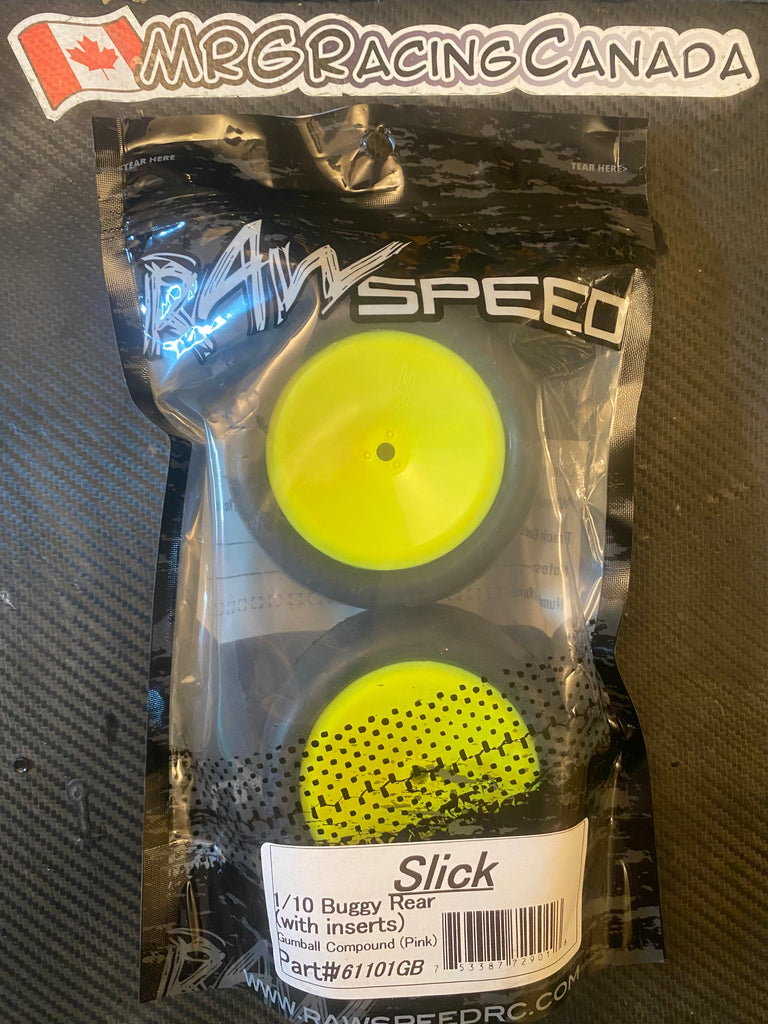 MRGRacingCanada
<TEAR HERE
TEAR HERE>
RAW SPEED
Slick
1/10 Buggy Rear
(with inserts)
Gumball Compound (Pink)
Part#161101GB
WWW.RAWSPEEDRC.COM